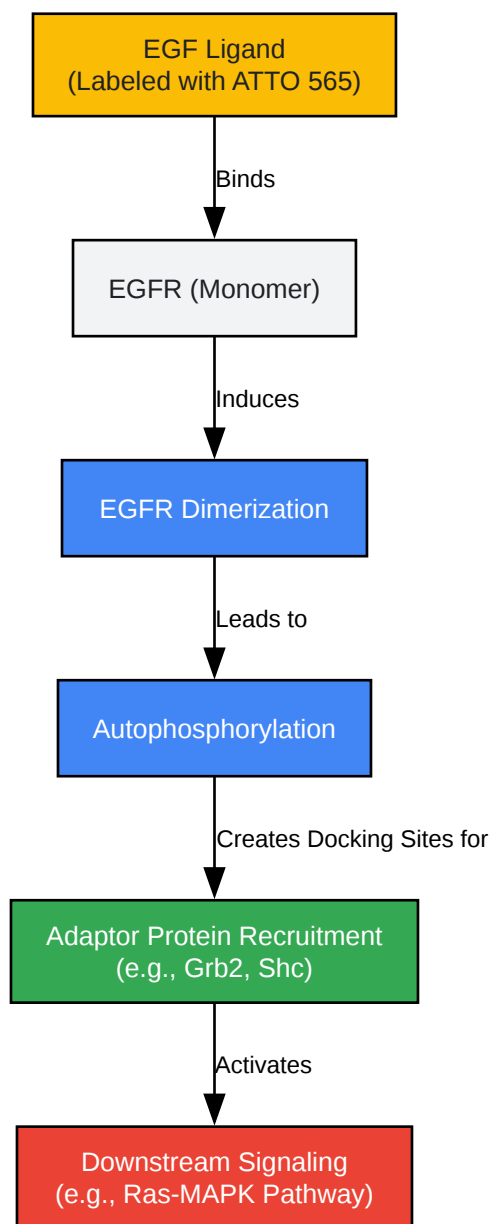 EGF Ligand
(Labeled with ATTO 565)
Binds
EGFR (Monomer)
Induces
EGFR Dimerization
Leads to
Autophosphorylation
Creates Docking Sites for
Adaptor Protein Recruitment
(e.g., Grb2, Shc)
Activates
Downstream Signaling
(e.g., Ras-MAPK Pathway)